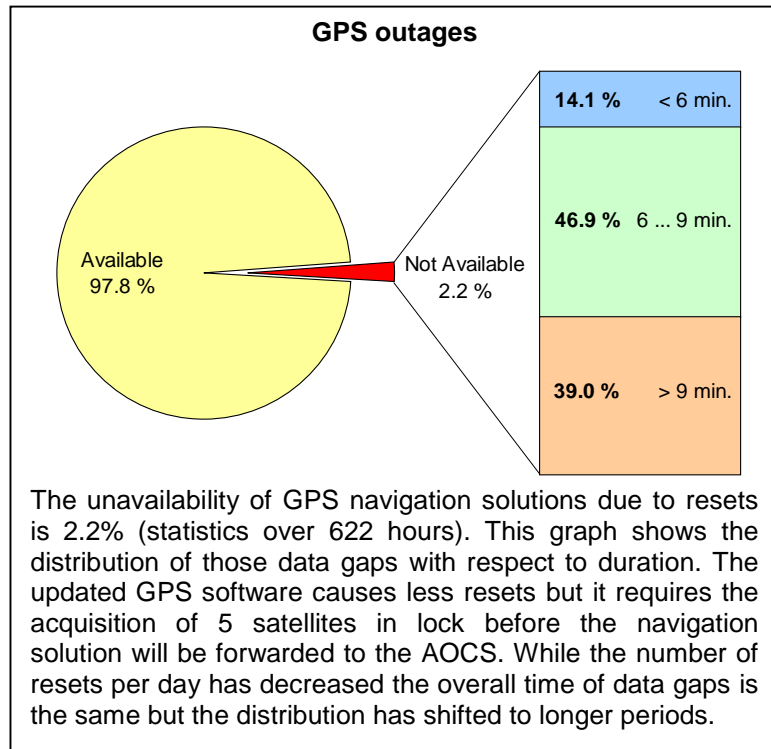 GPS outages
14.1 % < 6 min.
46.9% 6 ... 9 min.
Available
97.8 %
Not Available
2.2 %
39.0 % > 9 min.
The unavailability of GPS navigation solutions due to resets
is 2.2% (statistics over 622 hours). This graph shows the
distribution of those data gaps with respect to duration. The
updated GPS software causes less resets but it requires the
acquisition of 5 satellites in lock before the navigation
solution will be forwarded to the AOCS. While the number of
resets per day has decreased the overall time of data gaps is
the same but the distribution has shifted to longer periods.